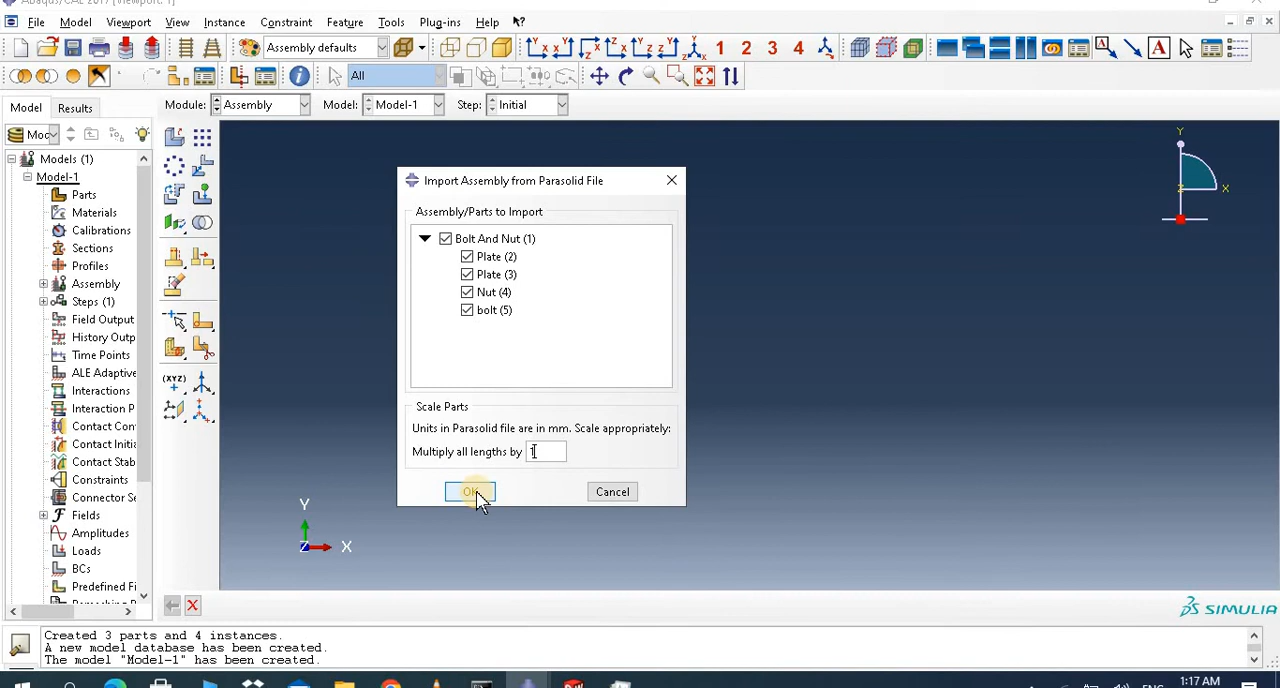 Abaqus/CAE 2021 [Viewport: 1]
File Model Viewport View Instance Constraint Feature Tools Plug-ins Help
Assembly defaults
1 2 3 4
A
All
Model Results
Module: Assembly Model: Model-1 Step: Initial
Models (1)
Model-1
Parts
Materials
Calibrations
Sections
Profiles
Assembly
Steps (1)
Field Output
History Outp
Time Points
ALE Adaptive
Interactions
Interaction P
Contact Con
Contact Initi
Contact Stab
Constraints
Connector Se
Fields
Amplitudes
Loads
BCs
Predefined Fi
(XYZ)
Import Assembly from Parasolid File
Assembly/Parts to Import
Bolt And Nut (1)
Plate (2)
Plate (3)
Nut (4)
bolt (5)
Scale Parts
Units in Parasolid file are in mm. Scale appropriately:
Multiply all lengths by 1
OK Cancel
Y
X
Z
Y
X
Z
SIMULIA
Created 3 parts and 4 instances.
A new model database has been created.
The model "Model-1" has been created.
1:17 AM